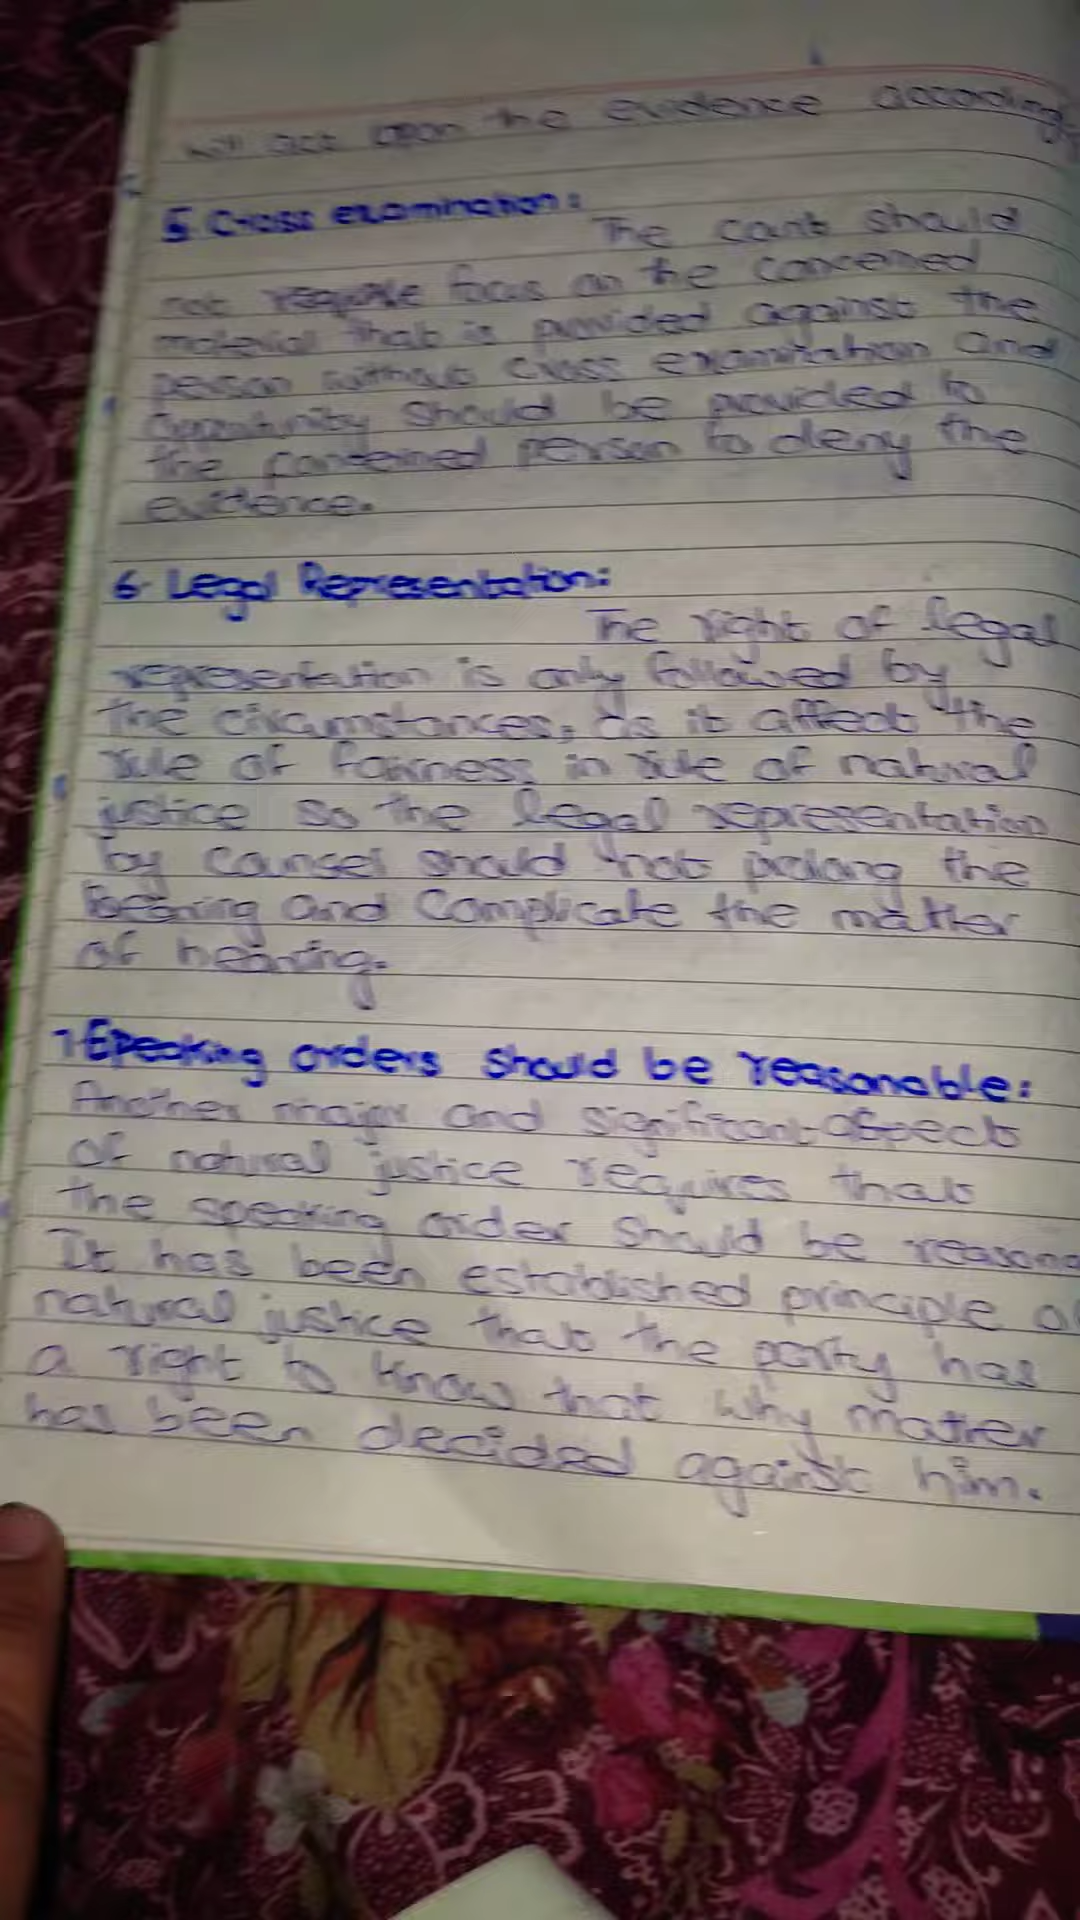 will act upon the evidence according
5. Cross examination:
The court should
not require focus on the concerned
material that is provided against the
person without cross examination and
opportunity should be provided to
the concerned person to deny the
evidence.
6. Legal Representation:
The right of legal
representation is only followed by
the circumstances, as it affect the
rule of fairness in rule of natural
justice so the legal representation
by counsel should not prolong the
hearing and complicate the matter
of hearing.
7. Speaking orders should be reasonable:
Another major and significant aspect
of natural justice requires that
the speaking order should be reasona
It has been established principle of
natural justice that the party has
a right to know that why matter
has been decided against him.